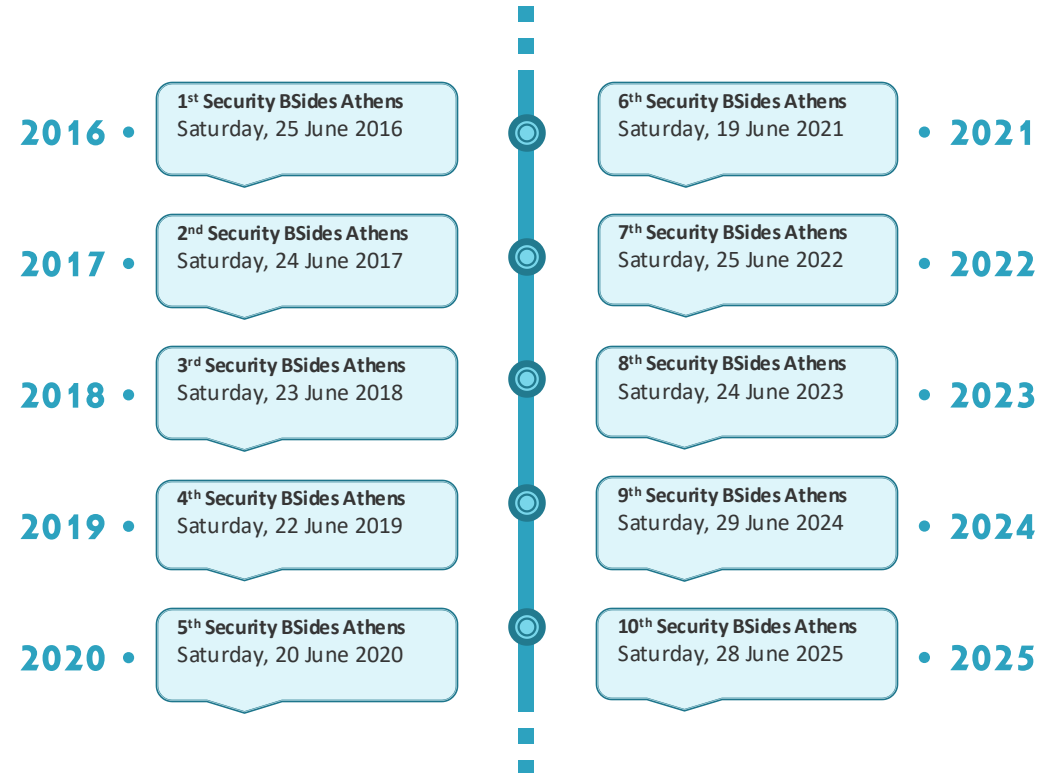 2016
1st Security BSides Athens
Saturday, 25 June 2016
2017
2nd Security BSides Athens
Saturday, 24 June 2017
2018
3rd Security BSides Athens
Saturday, 23 June 2018
2019
4th Security BSides Athens
Saturday, 22 June 2019
2020
5th Security BSides Athens
Saturday, 20 June 2020
6th Security BSides Athens
Saturday, 19 June 2021
2021
7th Security BSides Athens
Saturday, 25 June 2022
2022
8th Security BSides Athens
Saturday, 24 June 2023
2023
9th Security BSides Athens
Saturday, 29 June 2024
2024
10th Security BSides Athens
Saturday, 28 June 2025
2025